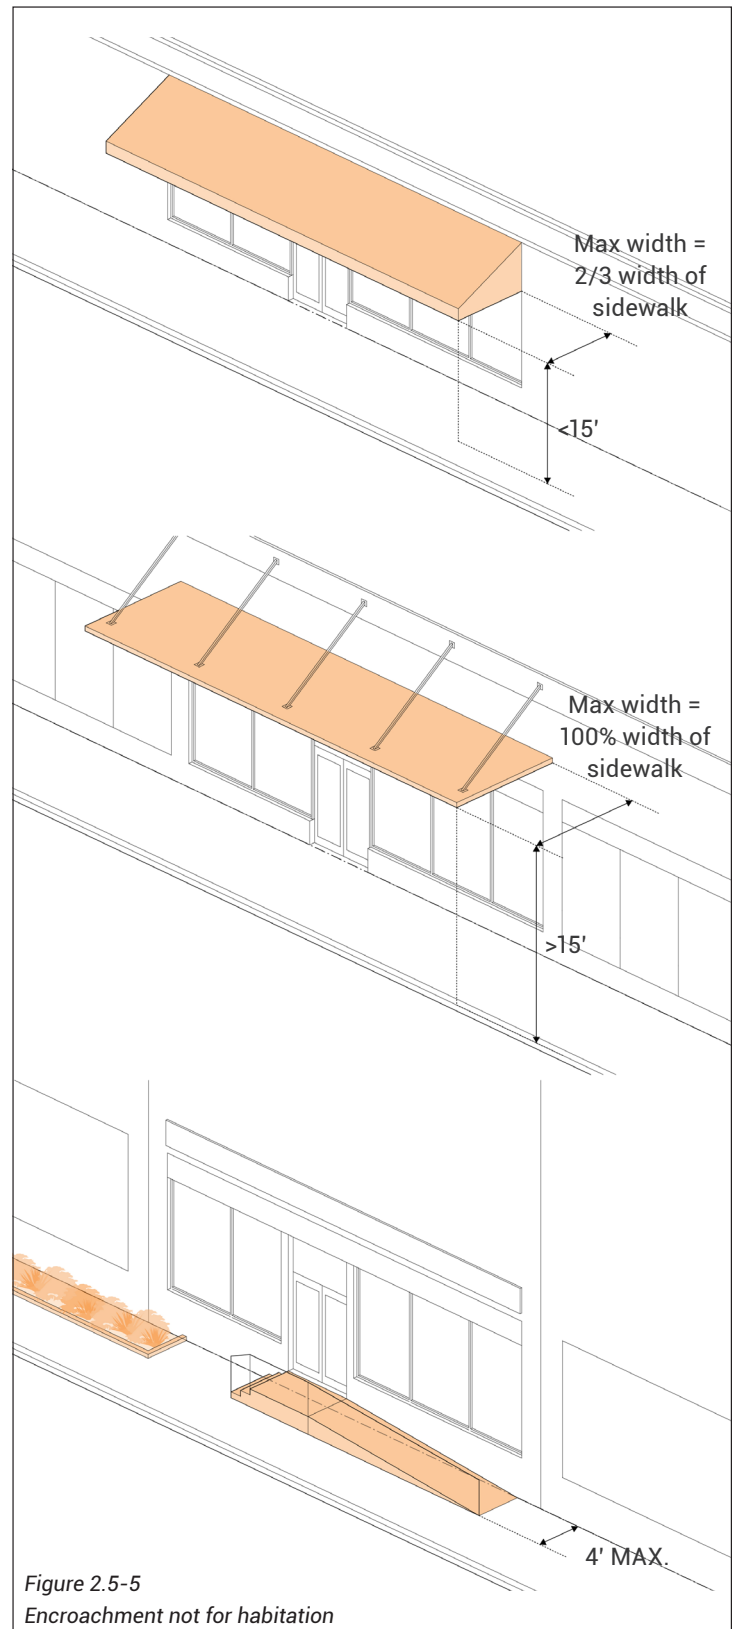 Max width =
2/3 width of
sidewalk
<15'
Max width =
100% width of
sidewalk
>15'
4' MAX.
Figure 2.5-5
Encroachment not for habitation